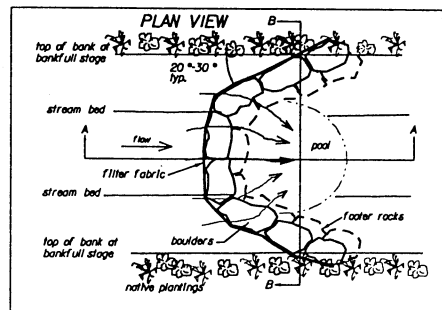 PLAN VIEW
B
top of bank at
bankfull stage
20°-30°
typ.
stream bed
A
A
flow
pool
filter fabric
stream bed
footer rocks
top of bank at
bankfull stage
boulders
B
native plantings